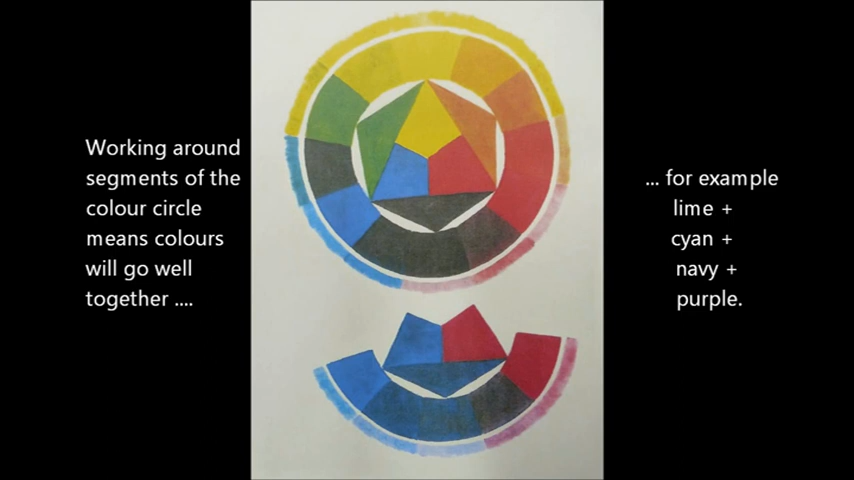 Working around
segments of the
colour circle
means colours
will go well
together ....
... for example
lime +
cyan +
navy +
purple.